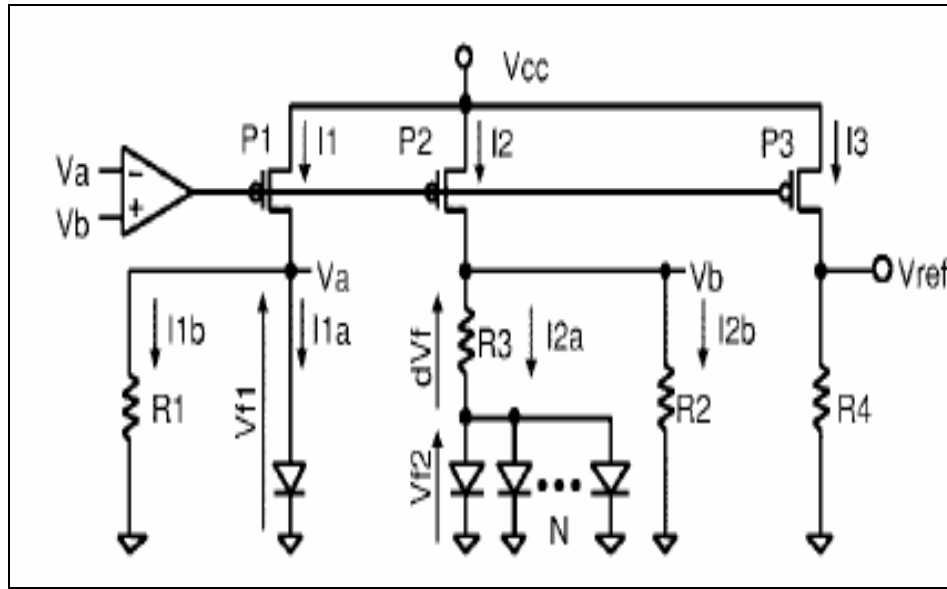 Vcc
P1
I1
P2
I2
P3
I3
Va
-
Vb
+
Va
Vb
Vref
I1b
I1a
dVf
R3
I2a
I2b
R1
Vf1
R2
R4
Vf2
N